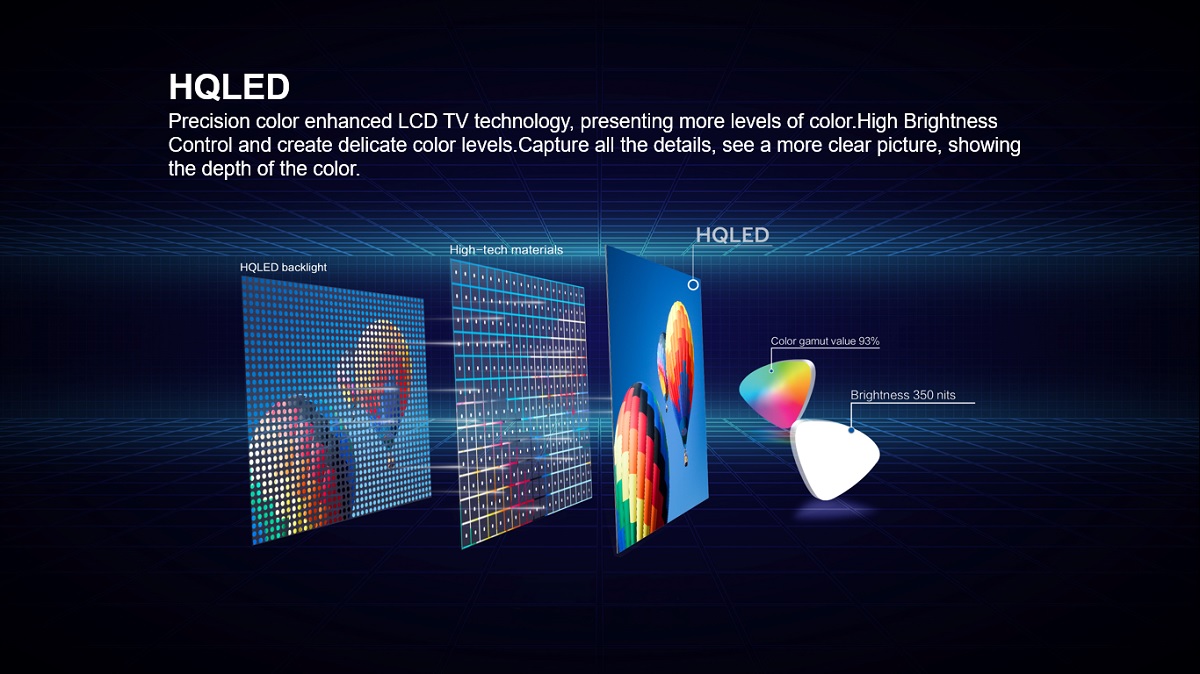 HQLED
Precision color enhanced LCD TV technology, presenting more levels of color.High Brightness
Control and create delicate color levels.Capture all the details, see a more clear picture, showing
the depth of the color.
HQLED
High-tech materials
HQLED backlight
Color gamut value 93%
Brightness 350 nits